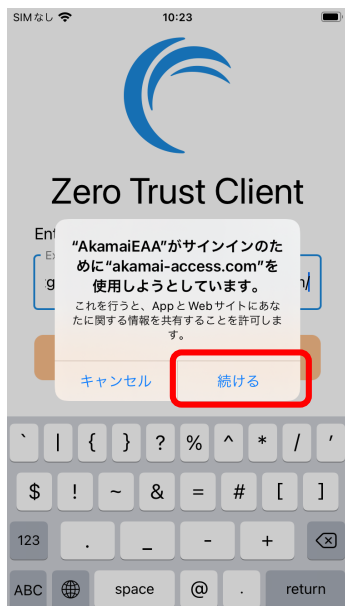 SIMなし 10:23
Zero Trust Client
Ent
Ex
“AkamaiEAA”がサインインのた
めに“akamai-access.com”を
使用しようとしています。
これを行うと、AppとWebサイトにあな
たに関する情報を共有することを許可しま
す。
キャンセル 続ける
` | { } ? % ^ * / '
$ ! ~ & = # [ ]
123 . _ - +
ABC space @ . return